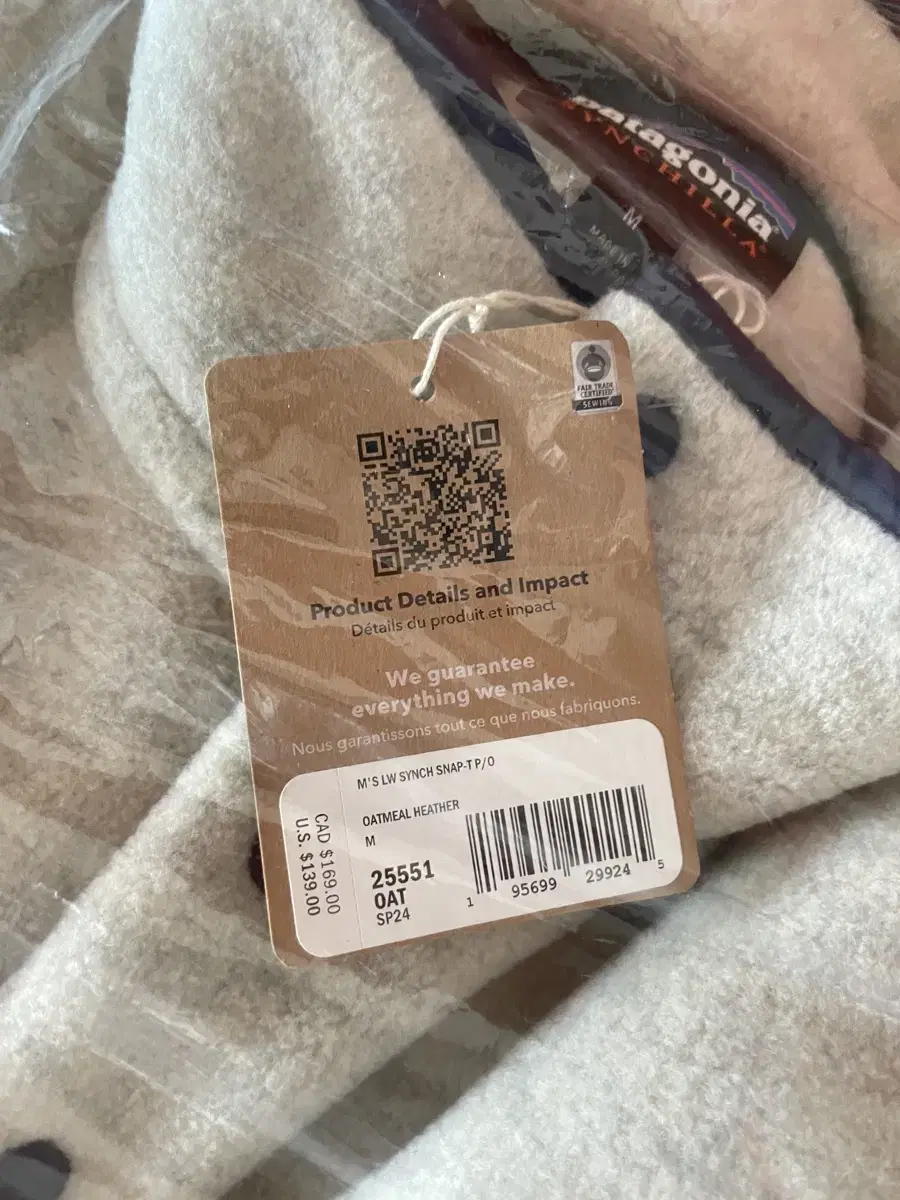 patagonia
SYNCHILLA
M
FAIR TRADE
CERTIFIED
SEWING
Product Details and Impact
Détails du produit et impact
We guarantee
everything we make.
Nous garantissons tout ce que nous fabriquons.
M'S LW SYNCH SNAP-T P/O
OATMEAL HEATHER
M
25551
OAT
SP24
CAD $169.00
U.S. $139.00
1 95699 29924 5